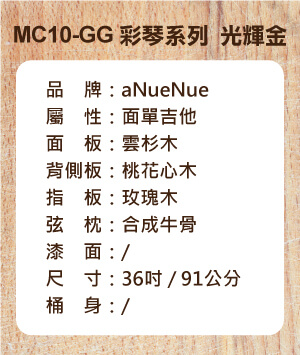 MC10-GG 彩琴系列 光輝金
品　牌：aNueNue
屬　性：面單吉他
面　板：雲杉木
背側板：桃花心木
指　板：玫瑰木
弦　枕：合成牛骨
漆　面：/
尺　寸：36吋 / 91公分
桶　身：/